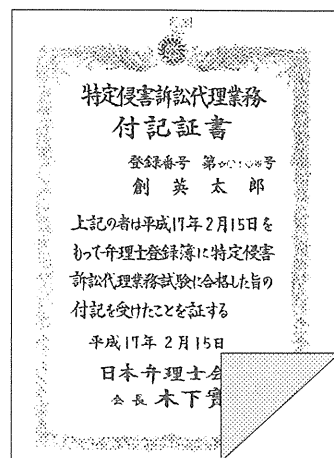 特定侵害訴訟代理業務
付記証書
登録番号 第 号
創英太郎
上記の者は平成17年2月15日を
もって弁理士登録簿に特定侵害
訴訟代理業務試験に合格した旨の
付記を受けたことを証する
平成17年2月15日
日本弁理士会
会長 木下實